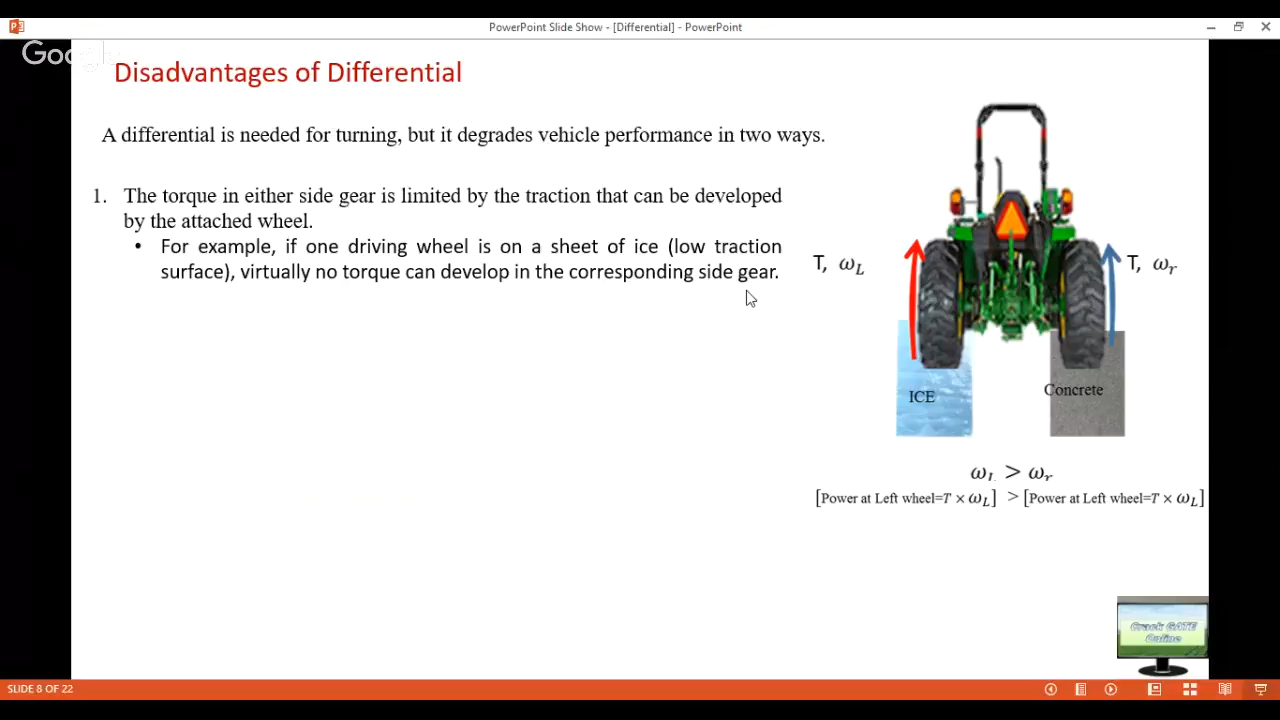 PowerPoint Slide Show - [Differential] - PowerPoint
Google
Disadvantages of Differential
A differential is needed for turning, but it degrades vehicle performance in two ways.
1. The torque in either side gear is limited by the traction that can be developed
by the attached wheel.
• For example, if one driving wheel is on a sheet of ice (low traction
surface), virtually no torque can develop in the corresponding side gear.
T, ω_L
T, ω_r
ICE
Concrete
ω_L > ω_r
[Power at Left wheel=T × ω_L] > [Power at Left wheel=T × ω_L]
Crack GATE
Online
SLIDE 8 OF 22